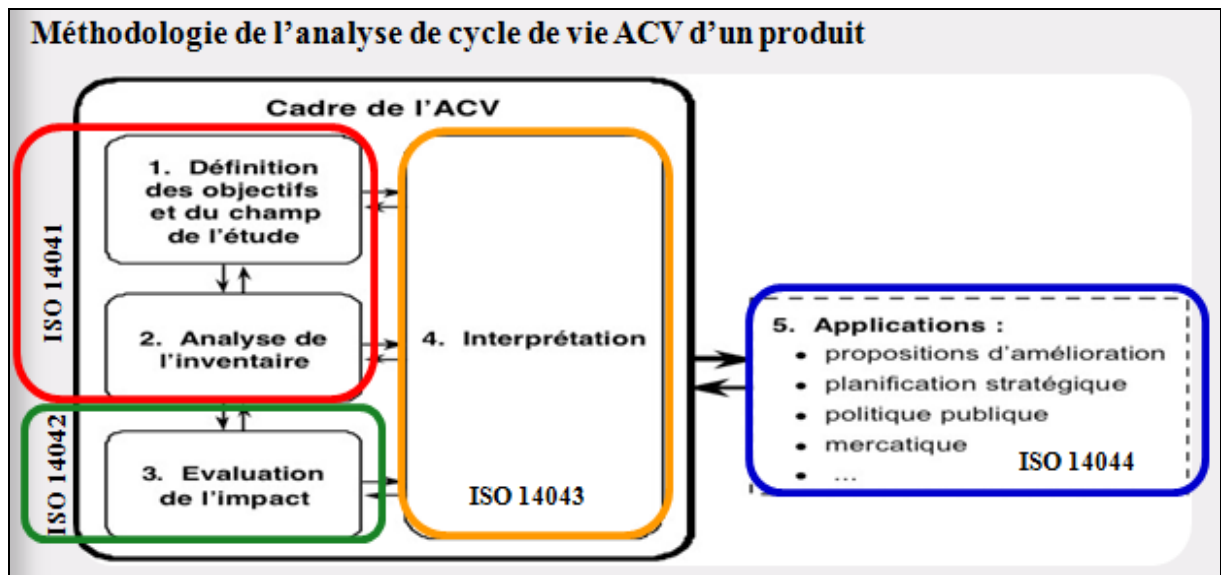 Méthodologie de l’analyse de cycle de vie ACV d’un produit
Cadre de l’ACV
ISO 14041
1. Définition
des objectifs
et du champ
de l’étude
2. Analyse de
l’inventaire
ISO 14042
3. Evaluation
de l’impact
4. Interprétation
ISO 14043
5. Applications :
• propositions d’amélioration
• planification stratégique
• politique publique
• mercatique
• ...
ISO 14044